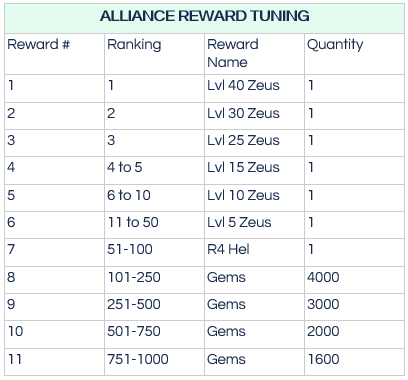 ALLIANCE REWARD TUNING
Reward # Ranking Reward Name Quantity
1 1 Lvl 40 Zeus 1
2 2 Lvl 30 Zeus 1
3 3 Lvl 25 Zeus 1
4 4 to 5 Lvl 15 Zeus 1
5 6 to 10 Lvl 10 Zeus 1
6 11 to 50 Lvl 5 Zeus 1
7 51-100 R4 Hel 1
8 101-250 Gems 4000
9 251-500 Gems 3000
10 501-750 Gems 2000
11 751-1000 Gems 1600